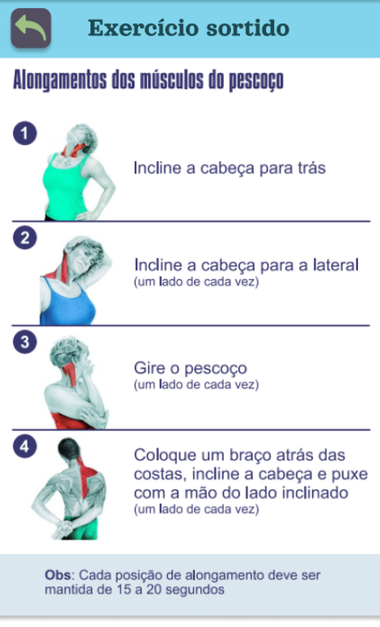 Exercício sortido
Alongamentos dos músculos do pescoço
1
Incline a cabeça para trás
2
Incline a cabeça para a lateral
(um lado de cada vez)
3
Gire o pescoço
(um lado de cada vez)
4
Coloque um braço atrás das
costas, incline a cabeça e puxe
com a mão do lado inclinado
(um lado de cada vez)
Obs: Cada posição de alongamento deve ser
mantida de 15 a 20 segundos